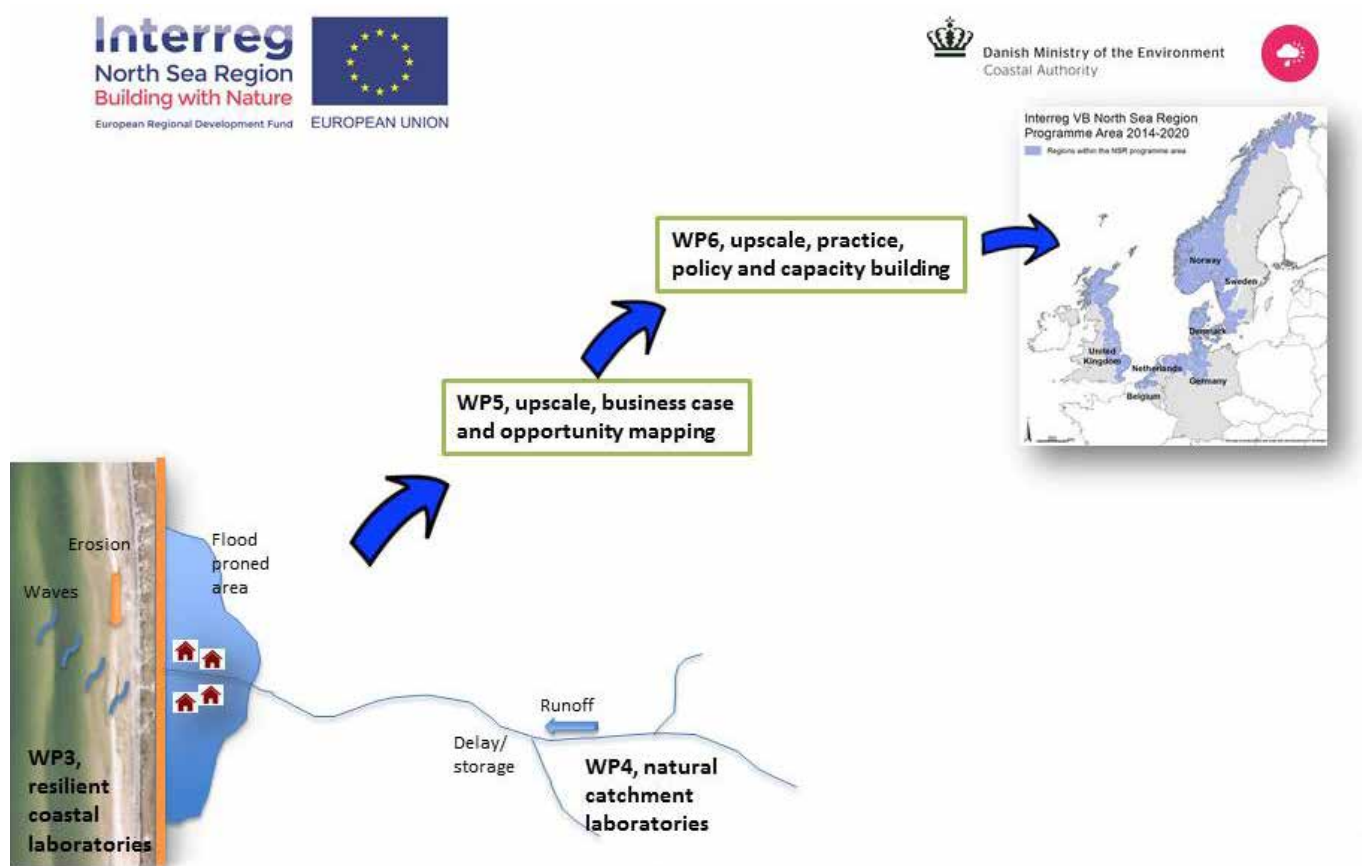 Interreg
North Sea Region
Building with Nature
European Regional Development Fund
EUROPEAN UNION
Danish Ministry of the Environment
Coastal Authority
Interreg VB North Sea Region
Programme Area 2014-2020
Regions within the NSR programme area
Norway
Sweden
Denmark
United
Kingdom
Netherlands
Germany
Belgium
WP6, upscale, practice,
policy and capacity building
WP5, upscale, business case
and opportunity mapping
Erosion
Waves
Flood
proned
area
Runoff
Delay/
storage
WP3,
resilient
coastal
laboratories
WP4, natural
catchment
laboratories